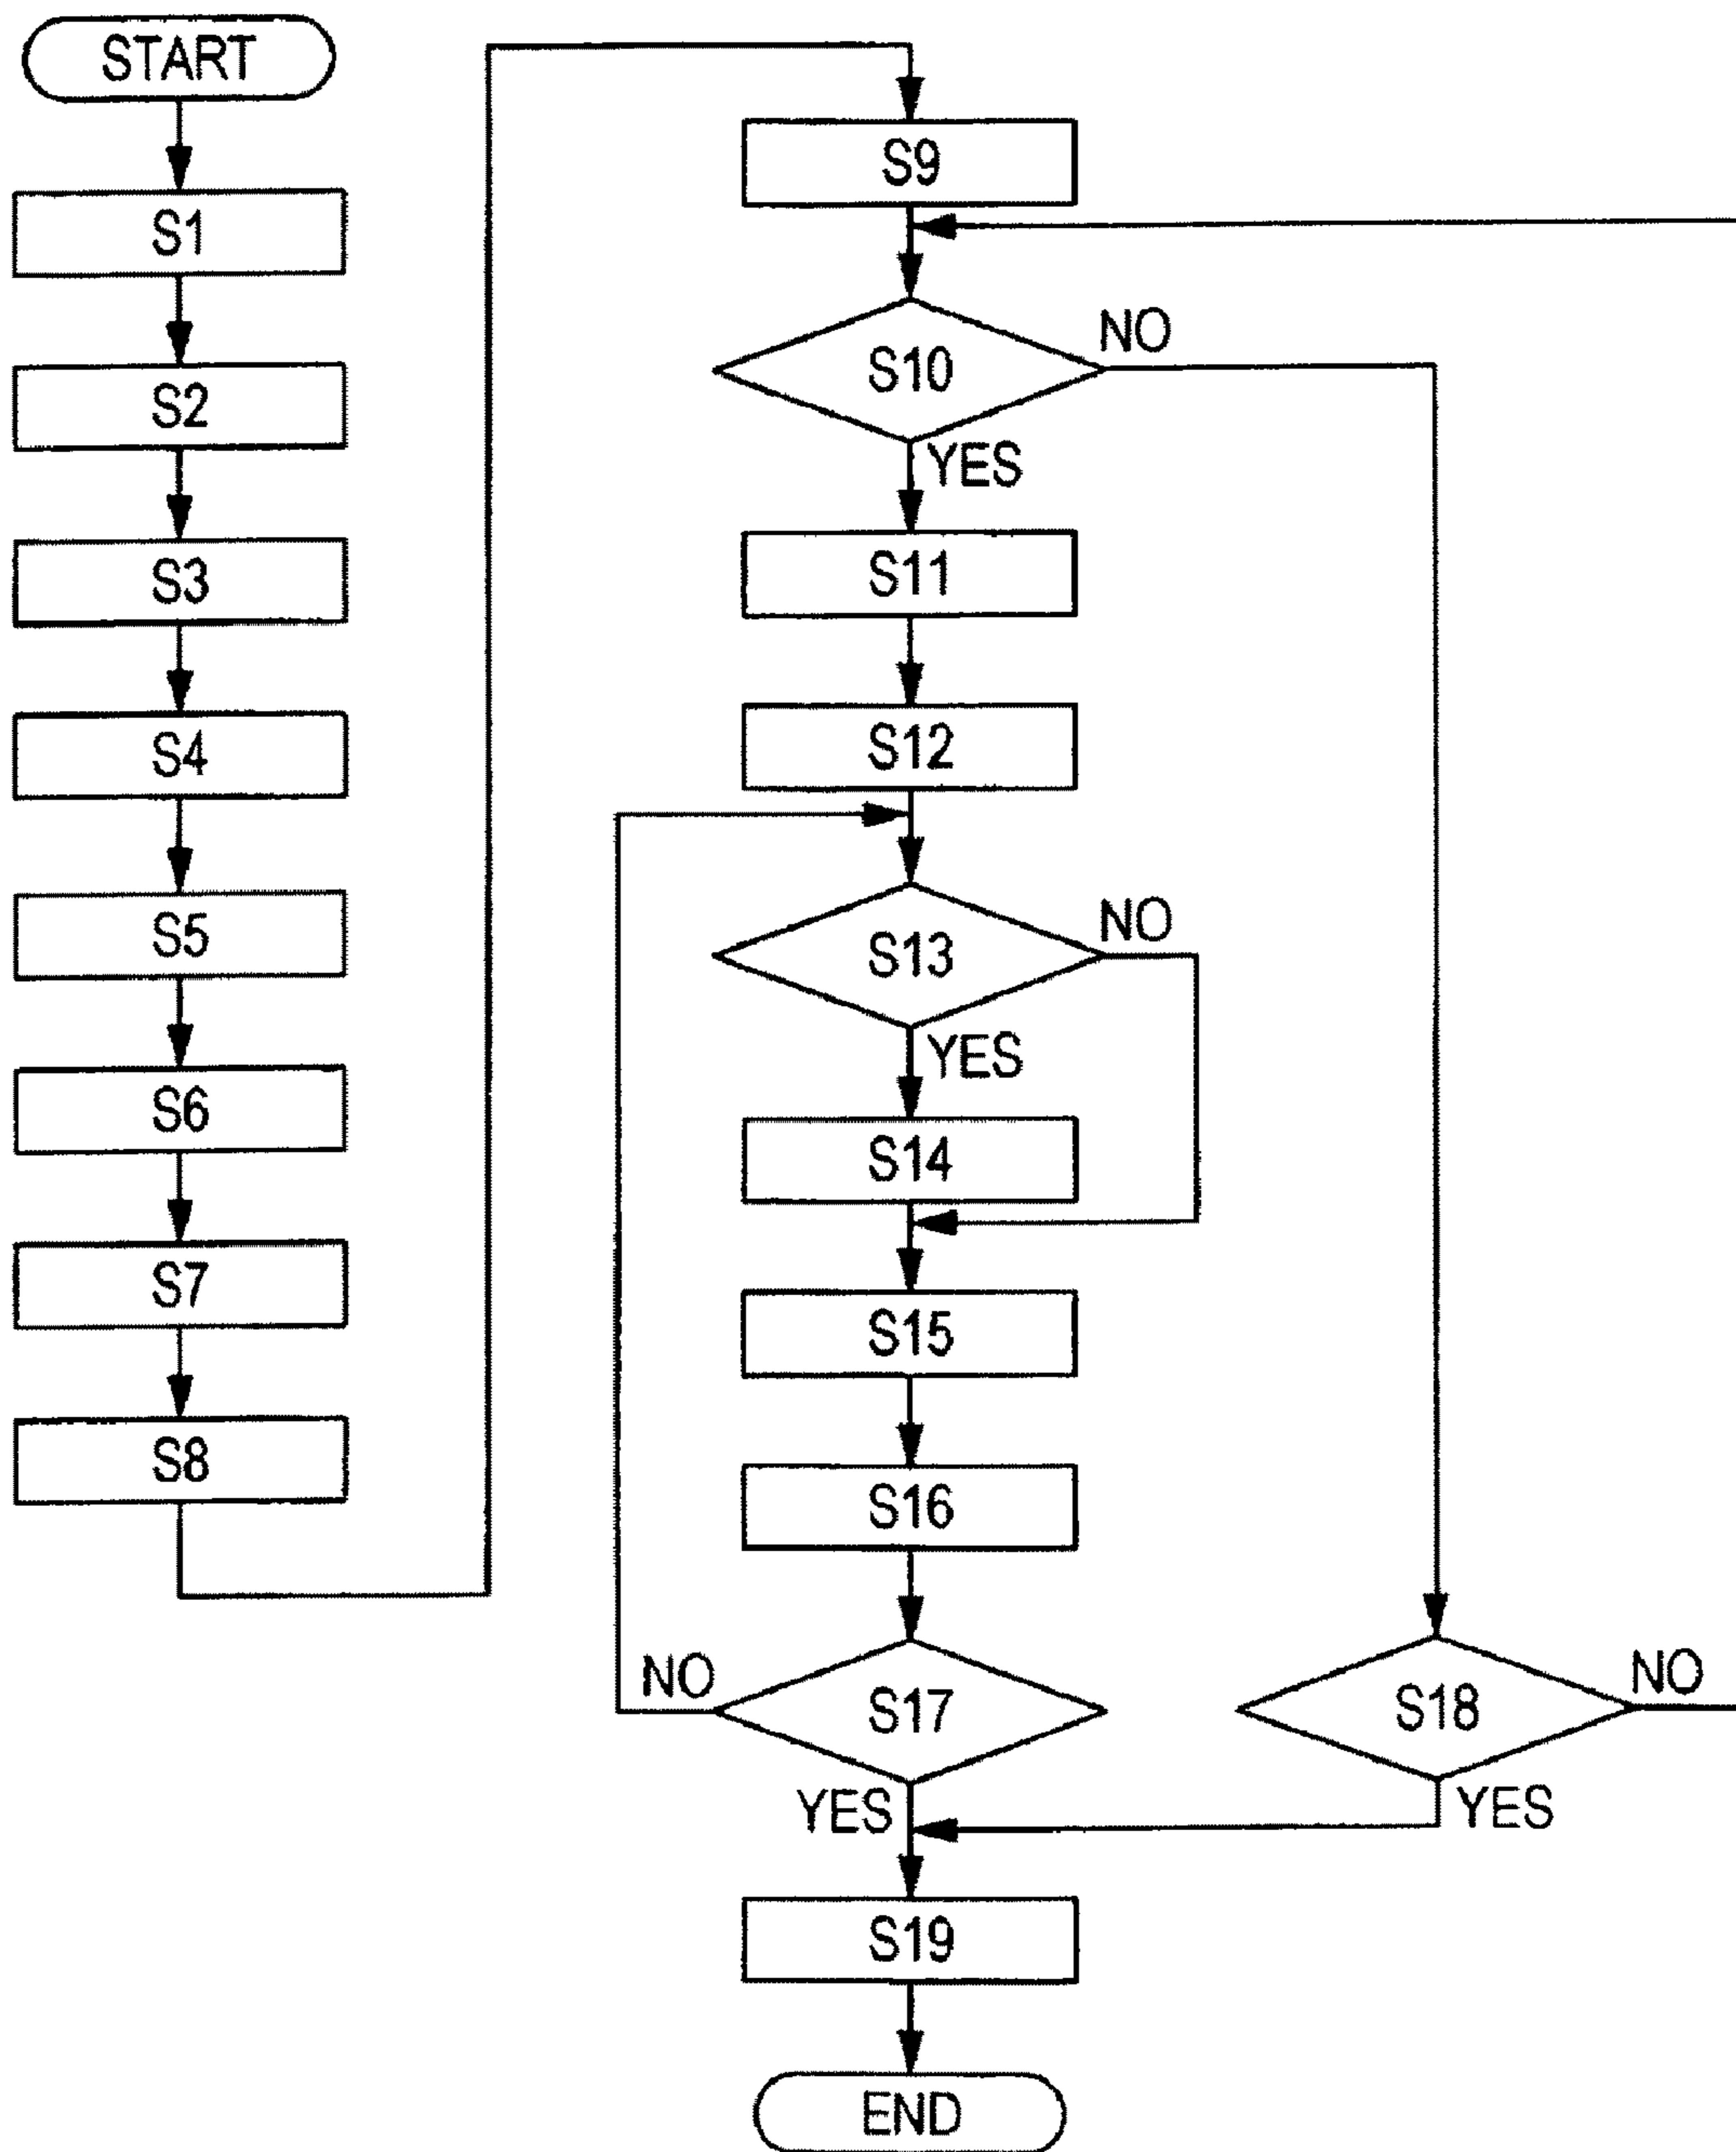 START
S1
S2
S3
S4
S5
S6
S7
S8
S9
S10
NO
YES
S11
S12
S13
NO
YES
S14
S15
S16
S17
NO
YES
S18
NO
YES
S19
END